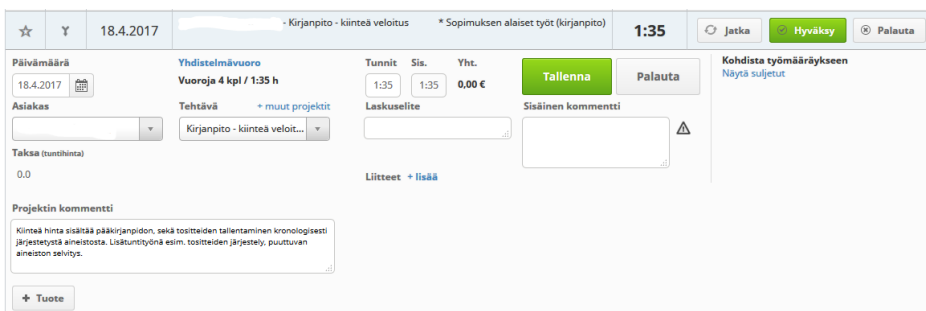 18.4.2017 - Kirjanpito - kiinteä veloitus * Sopimuksen alaiset työt (kirjanpito) 1:35 Jatka Hyväksy Palauta
Päivämäärä Yhdistelmävuoro Tunnit Sis. Yht. Tallenna Palauta Kohdista työmääräykseen
18.4.2017 Vuoroja 4 kpl / 1:35 h 1:35 1:35 0,00 € Näytä suljetut
Asiakas Tehtävä + muut projektit Laskuselite Sisäinen kommentti
Kirjanpito - kiinteä veloit...
Taksa (tuntihinta)
0.0 Liitteet + lisää
Projektin kommentti
Kiinteä hinta sisältää pääkirjanpidon, sekä tositteiden tallentaminen kronologisesti
järjestetystä aineistosta. Lisätuntityönä esim. tositteiden järjestely, puuttuvan
aineiston selvitys.
+ Tuote